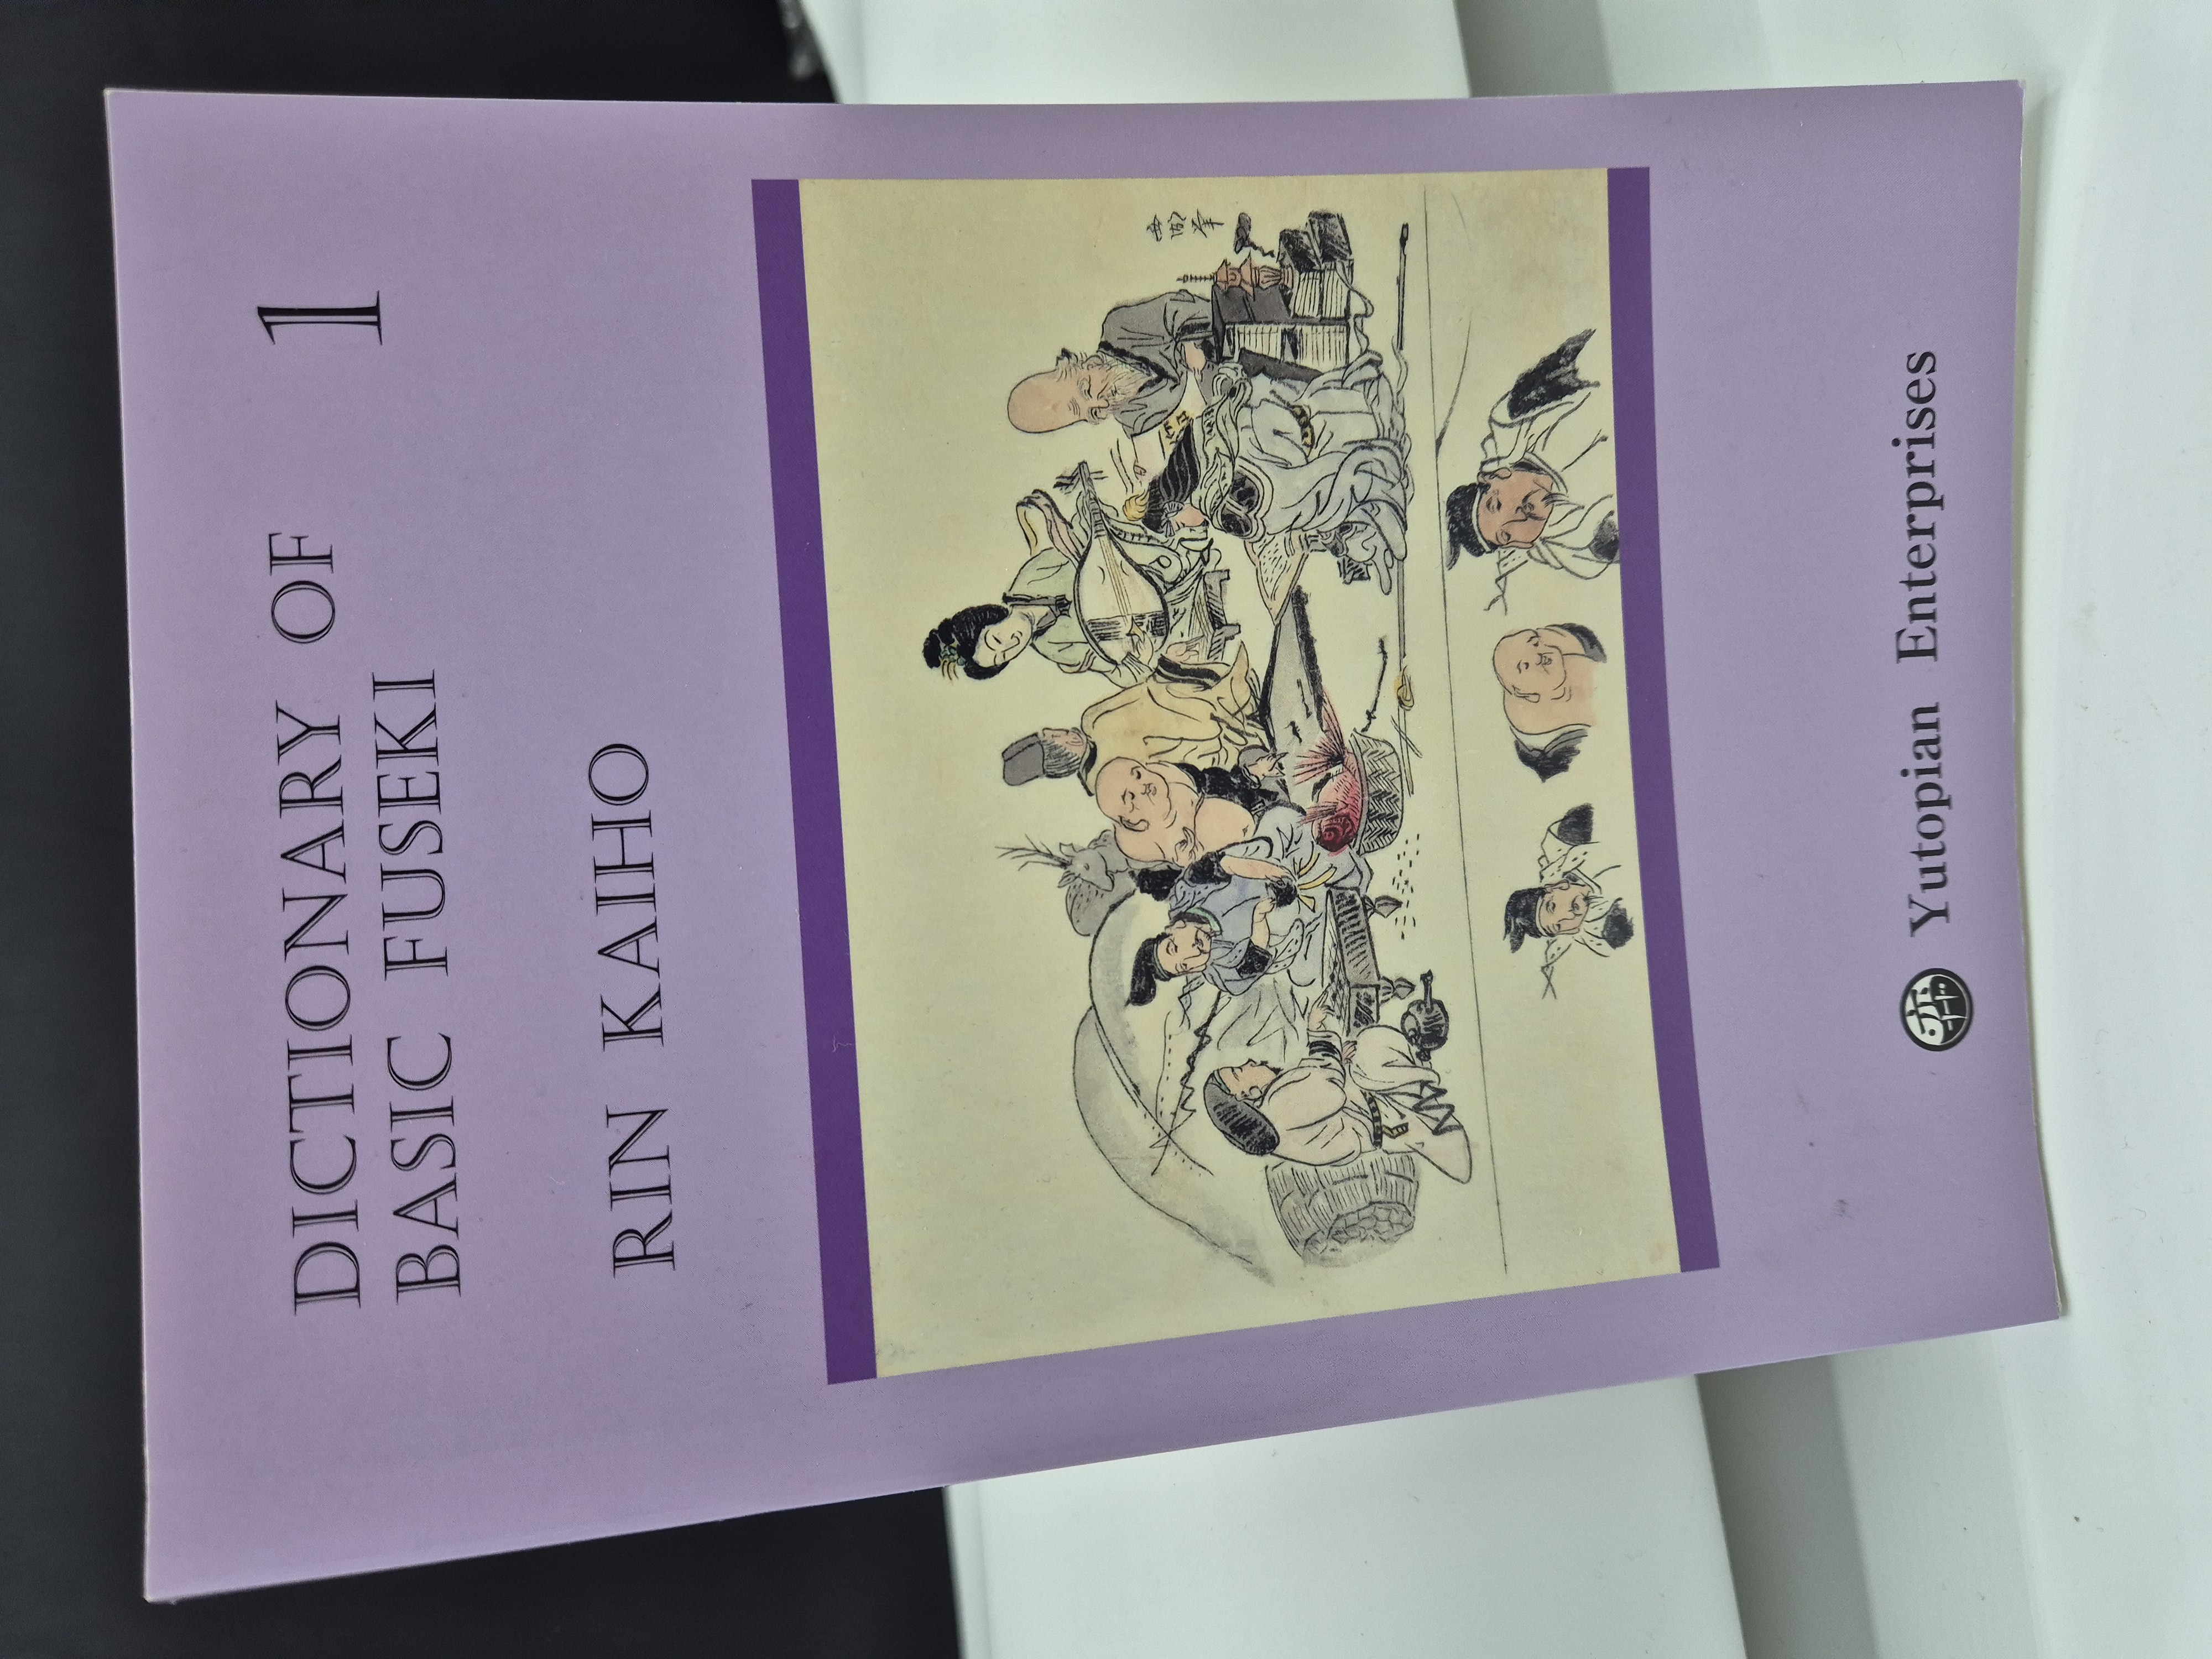 DICTIONARY OF 1
BASIC FUSEKI
RIN KAIHO
Yutopian Enterprises